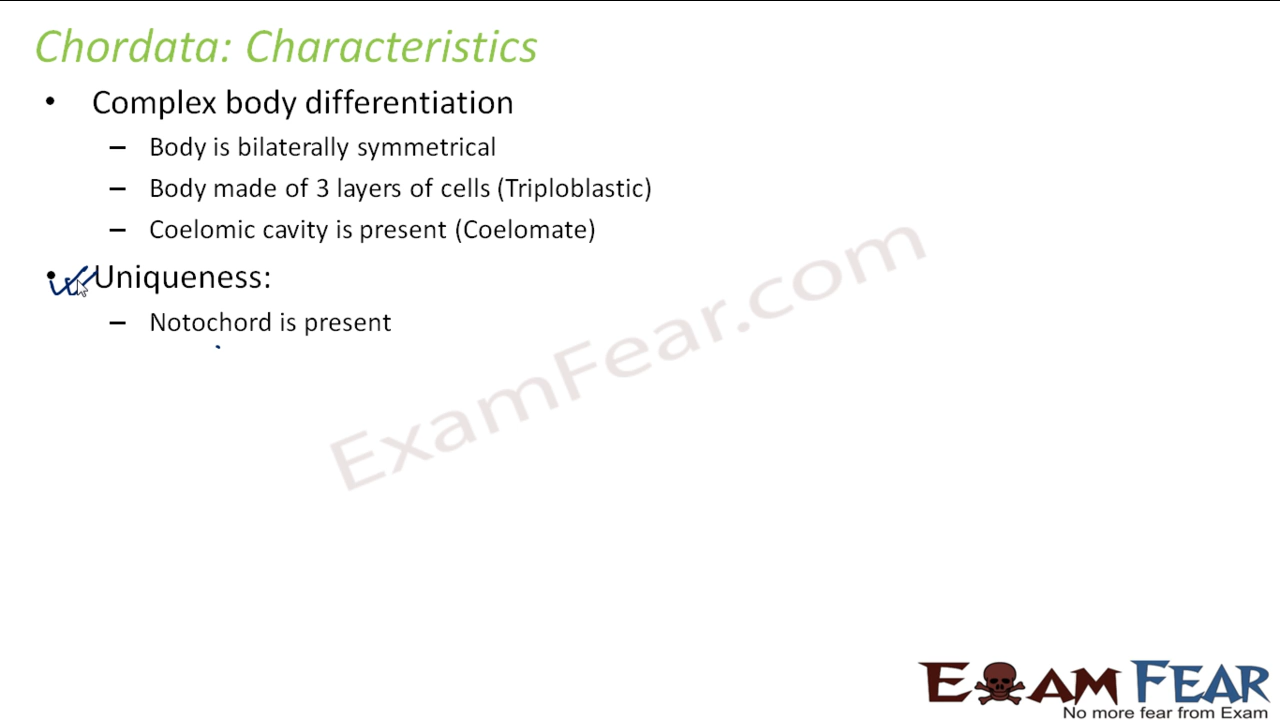 Chordata: Characteristics
• Complex body differentiation
– Body is bilaterally symmetrical
– Body made of 3 layers of cells (Triploblastic)
– Coelomic cavity is present (Coelomate)
• Uniqueness:
– Notochord is present
ExamFear.com
EXAM FEAR
No more fear from Exam